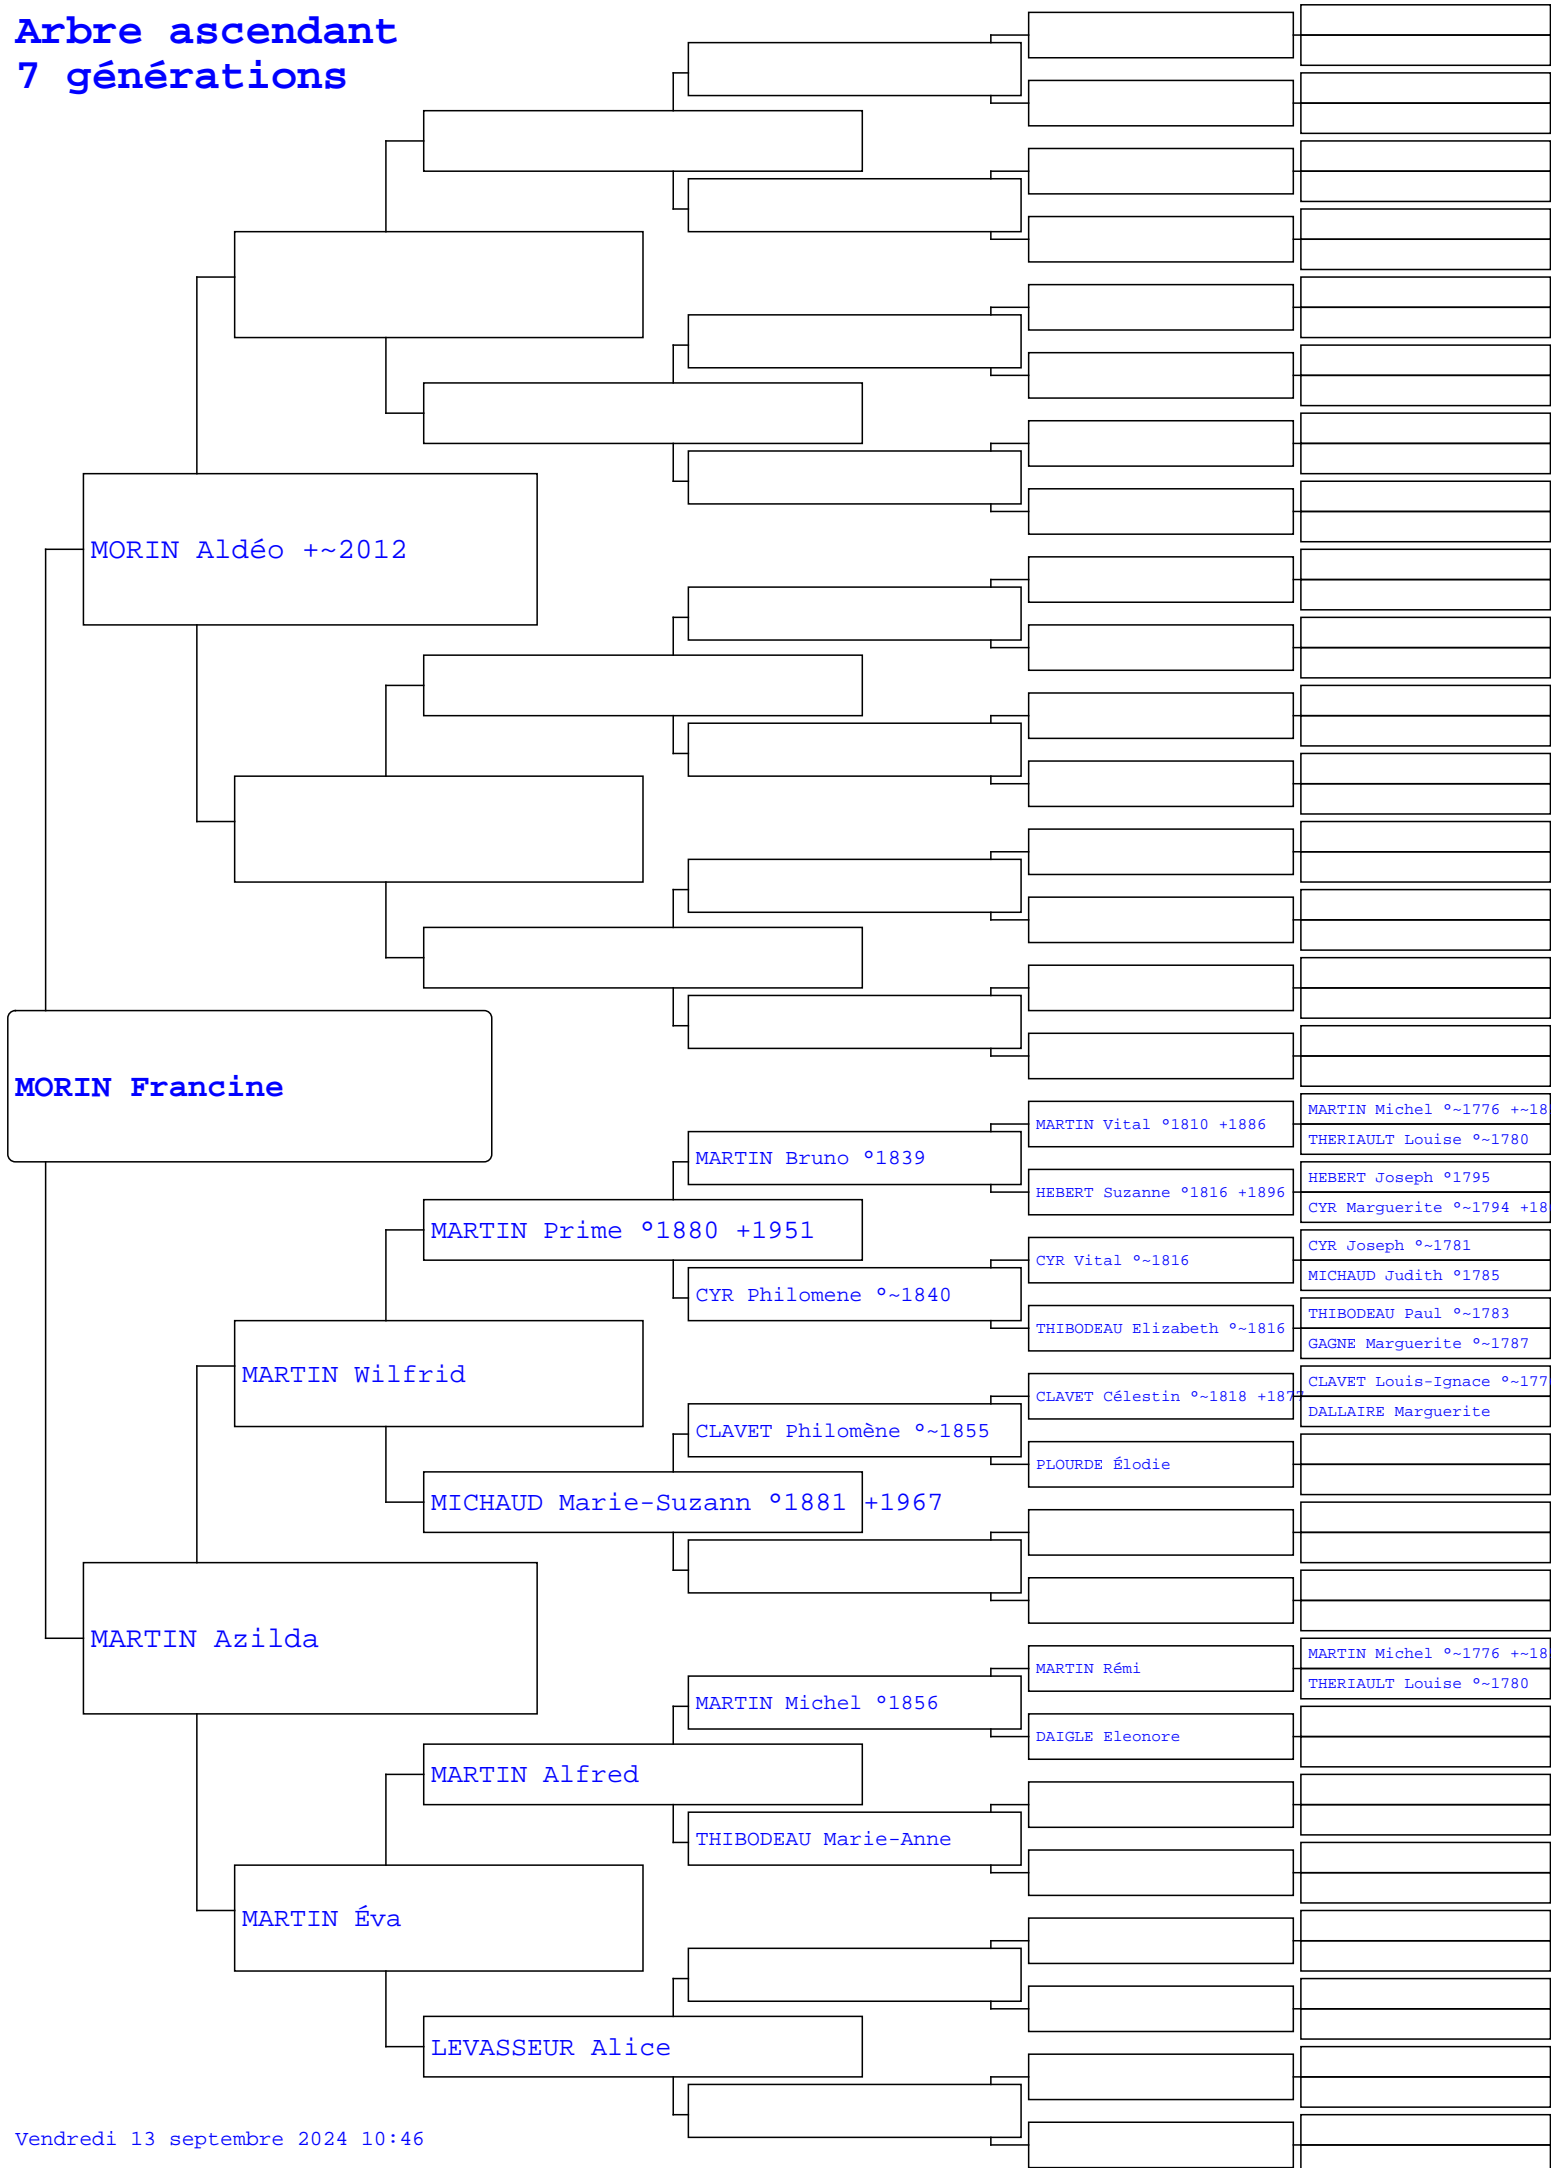 Arbre ascendant
7 générations
MORIN Aldéo +~2012
MORIN Francine
MARTIN Michel °~1776 +~18
MARTIN Vital °1810 +1886
THERIAULT Louise °~1780
MARTIN Bruno °1839
HEBERT Joseph °1795
HEBERT Suzanne °1816 +1896
CYR Marguerite °~1794 +18
MARTIN Prime °1880 +1951
CYR Joseph °~1781
CYR Vital °~1816
MICHAUD Judith °1785
CYR Philomene °~1840
THIBODEAU Paul °~1783
THIBODEAU Elizabeth °~1816
GAGNE Marguerite °~1787
MARTIN Wilfrid
CLAVET Louis-Ignace °~177
CLAVET Célestin °~1818 +1877
DALLAIRE Marguerite
CLAVET Philomène °~1855
PLOURDE Élodie
MICHAUD Marie-Suzann °1881 +1967
MARTIN Azilda
MARTIN Michel °~1776 +~18
MARTIN Rémi
THERIAULT Louise °~1780
MARTIN Michel °1856
DAIGLE Eleonore
MARTIN Alfred
THIBODEAU Marie-Anne
MARTIN Éva
LEVASSEUR Alice
Vendredi 13 septembre 2024 10:46